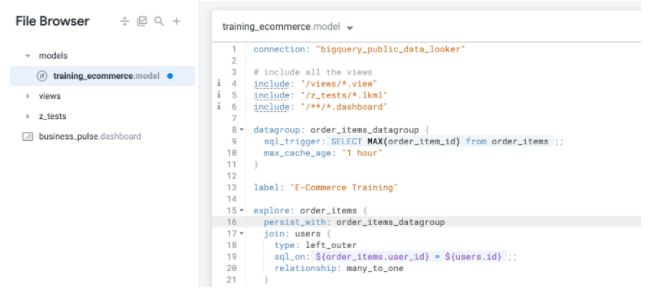 File Browser
models
training_ecommerce.model
views
z_tests
business_pulse.dashboard
training_ecommerce.model
1 connection: "bigquery_public_data_looker"
2
3 # include all the views
4 include: "/views/*.view"
5 include: "/z_tests/*.lkml"
6 include: "/**/*.dashboard"
7
8 datagroup: order_items_datagroup {
9 sql_trigger: SELECT MAX(order_item_id) from order_items ;;
10 max_cache_age: "1 hour"
11 }
12
13 label: "E-Commerce Training"
14
15 explore: order_items {
16 persist_with: order_items_datagroup
17 join: users {
18 type: left_outer
19 sql_on: ${order_items.user_id} = ${users.id} ;;
20 relationship: many_to_one
21 }